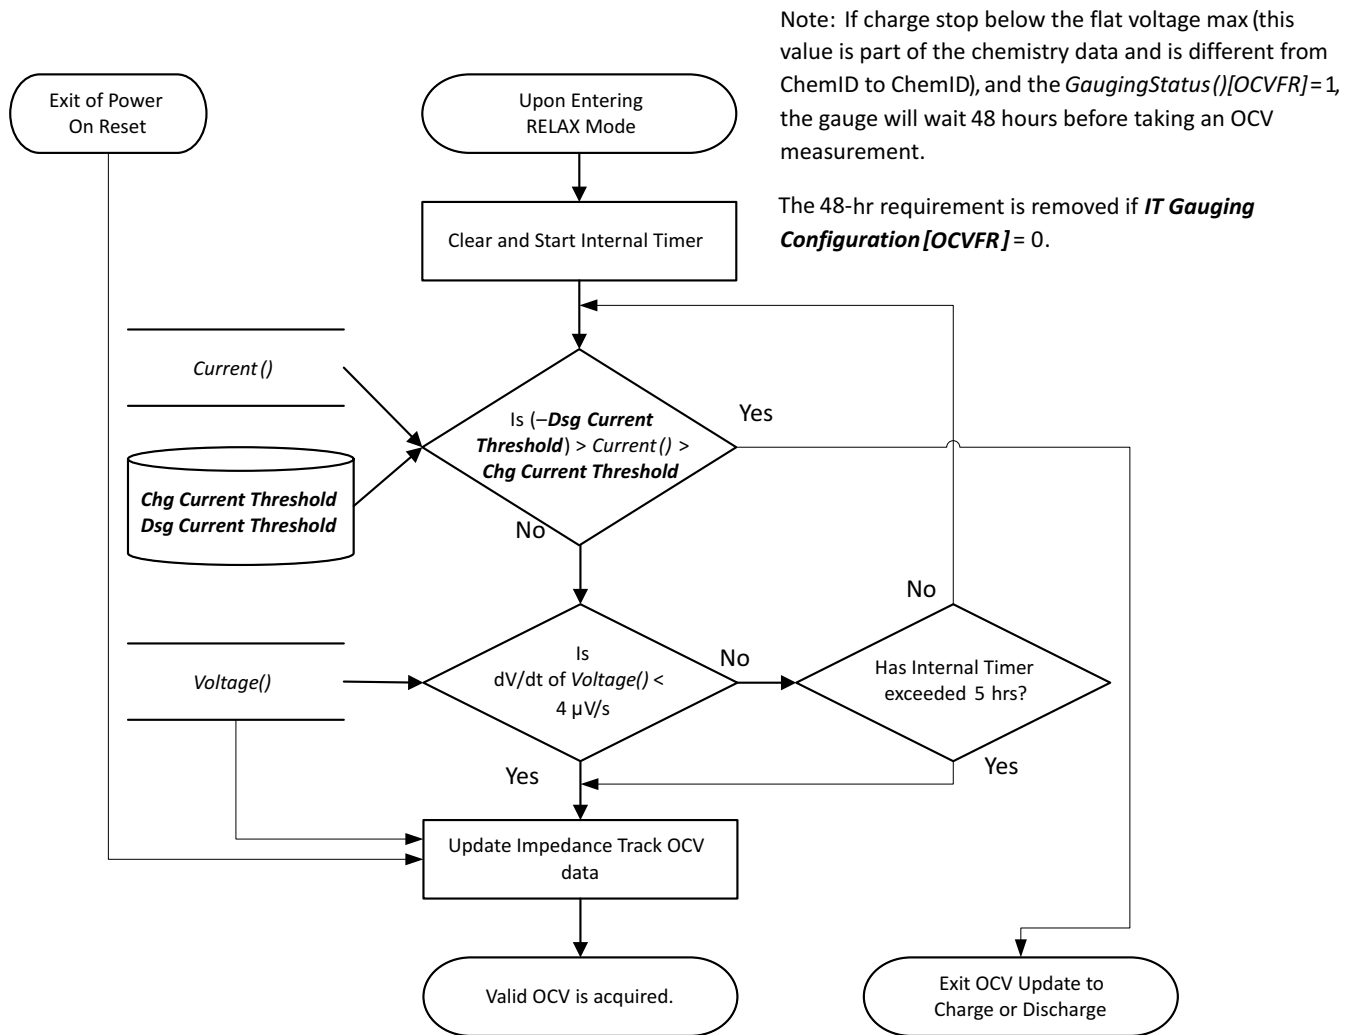 Note: If charge stop below the flat voltage max (this
value is part of the chemistry data and is different from
ChemID to ChemID), and the GaugingStatus()[OCVFR] = 1,
the gauge will wait 48 hours before taking an OCV
measurement.
The 48-hr requirement is removed if IT Gauging
Configuration[OCVFR] = 0.
Exit of Power
On Reset
Upon Entering
RELAX Mode
Clear and Start Internal Timer
Current()
Chg Current Threshold
Dsg Current Threshold
Is (–Dsg Current
Threshold) > Current() >
Chg Current Threshold
Yes
No
Voltage()
Is
dV/dt of Voltage() <
4 µV/s
No
Yes
Has Internal Timer
exceeded 5 hrs?
No
Yes
Update Impedance Track OCV
data
Valid OCV is acquired.
Exit OCV Update to
Charge or Discharge